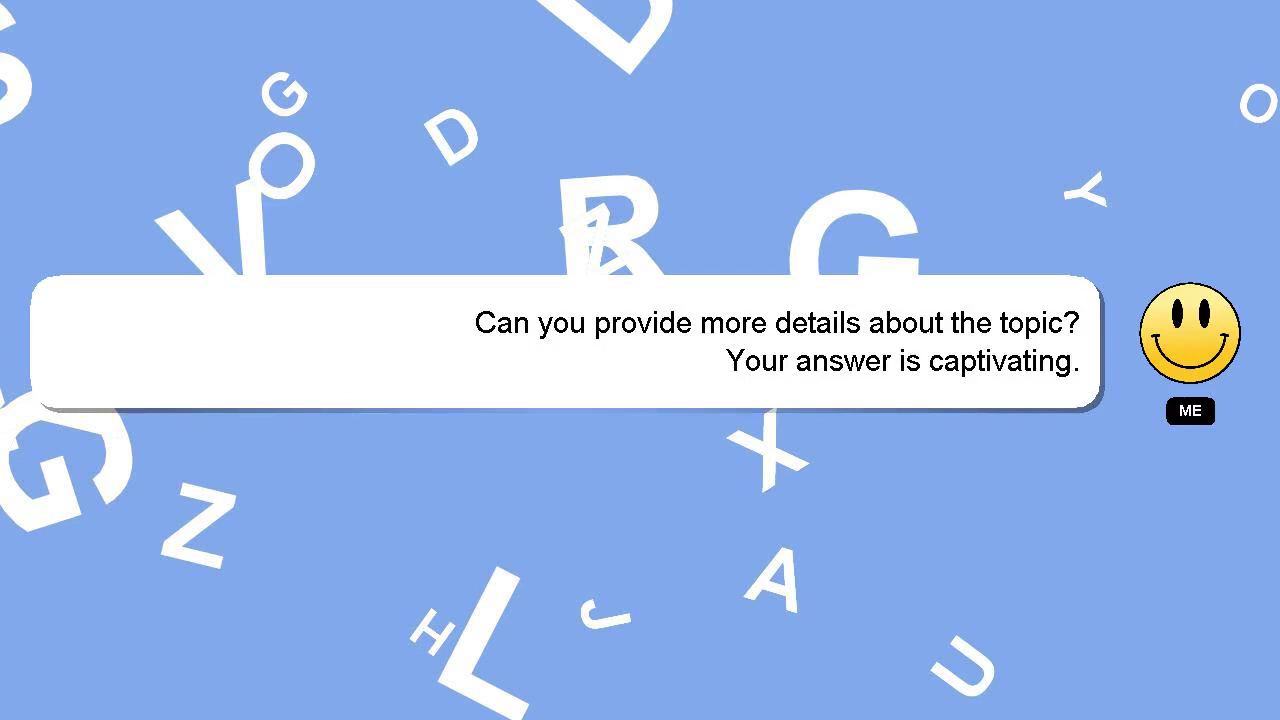 Can you provide more details about the topic?
Your answer is captivating.
ME
S
G
D
D
O
O
V
R
Z
G
Y
G
G
Z
X
A
H
L
J
U